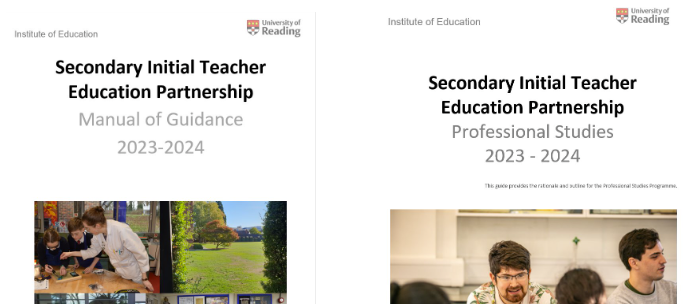 Institute of Education
University of
Reading
Secondary Initial Teacher
Education Partnership
Manual of Guidance
2023-2024
Institute of Education
University of
Reading
Secondary Initial Teacher
Education Partnership
Professional Studies
2023 - 2024
This guide provides the rationale and outline for the Professional Studies Programme.